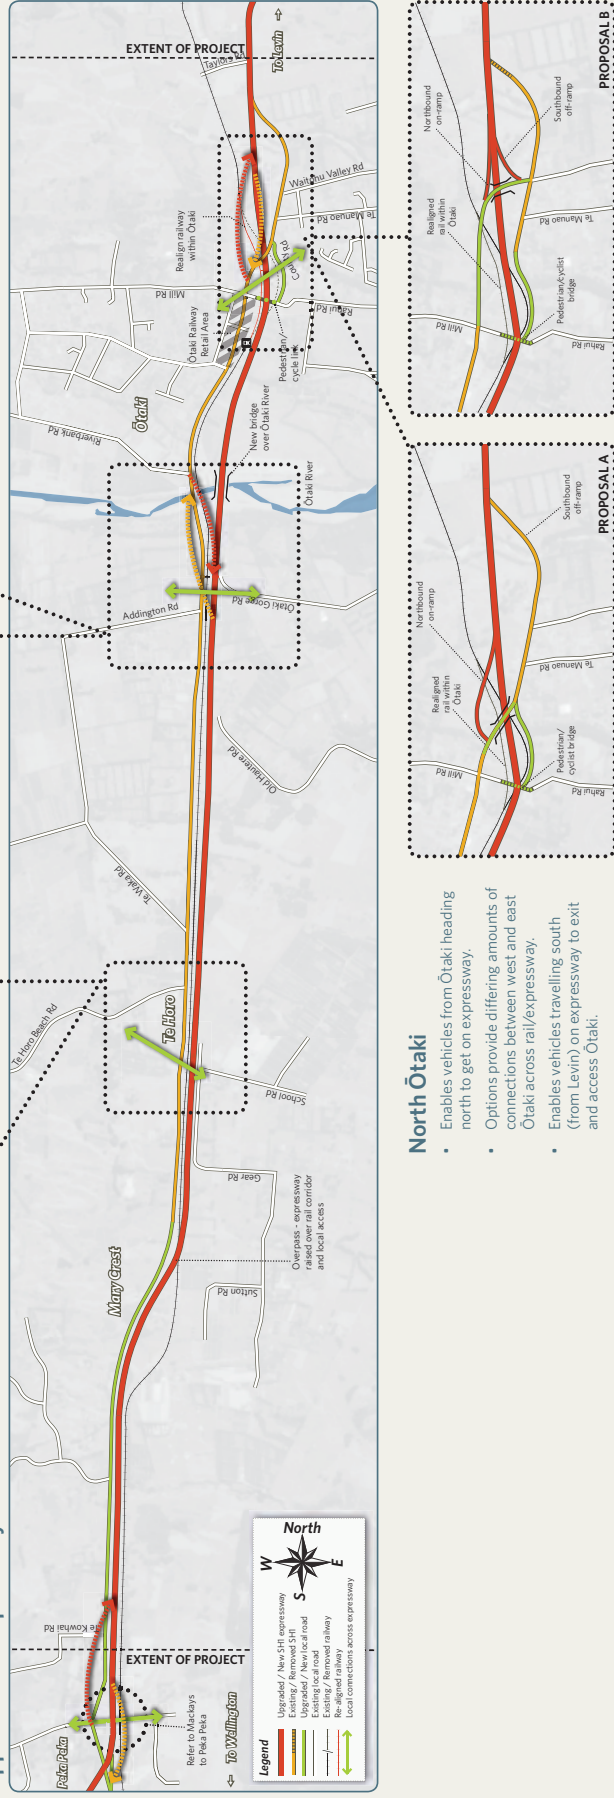 EXTENT OF PROJECT
To Levin
Taylors Rd
Waitohu Valley Rd
Te Manuao Rd
Realign railway
within Ōtaki
County Rd
Mill Rd
Rahui Rd
Ōtaki Railway
Retail Area
Pedestrian/
cycle link
Ōtaki
Riverbank Rd
New bridge
over Ōtaki River
Ōtaki River
Addington Rd
Ōtaki Gorge Rd
Old Hautere Rd
Te Waka Rd
Te Horo Beach Rd
Te Horo
School Rd
Gear Rd
Overpass - expressway
raised over rail corridor
and local access
Sutton Rd
Mary Crest
Te Kowhai Rd
EXTENT OF PROJECT
Peka Peka
Refer to Mackays
to Peka Peka
To Wellington
Legend
Upgraded / New SH1 expressway
Existing / Removed SH1
Upgraded / New local road
Existing local road
Existing / Removed railway
Re-aligned railway
Local connections across expressway
North
W
S
E
North Ōtaki
• Enables vehicles from Ōtaki heading
north to get on expressway.
• Options provide differing amounts of
connections between west and east
Ōtaki across rail/expressway.
• Enables vehicles travelling south
(from Levin) on expressway to exit
and access Ōtaki.
Mill Rd
Realigned
rail within
Ōtaki
Northbound
on-ramp
Southbound
off-ramp
Te Manuao Rd
Pedestrian/
cyclist bridge
Rahui Rd
PROPOSAL A
Mill Rd
Realigned
rail within
Ōtaki
Northbound
on-ramp
Southbound
off-ramp
Te Manuao Rd
Pedestrian/cyclist
bridge
Rahui Rd
PROPOSAL B